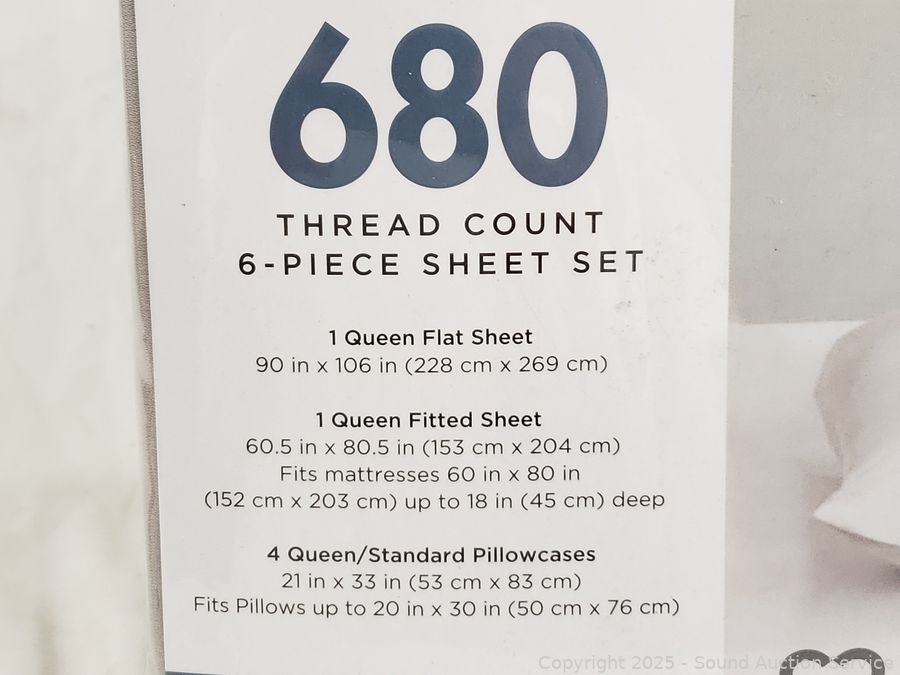 680
THREAD COUNT
6-PIECE SHEET SET
1 Queen Flat Sheet
90 in x 106 in (228 cm x 269 cm)
1 Queen Fitted Sheet
60.5 in x 80.5 in (153 cm x 204 cm)
Fits mattresses 60 in x 80 in
(152 cm x 203 cm) up to 18 in (45 cm) deep
4 Queen/Standard Pillowcases
21 in x 33 in (53 cm x 83 cm)
Fits Pillows up to 20 in x 30 in (50 cm x 76 cm)
Copyright 2025 - Sound Auction Service